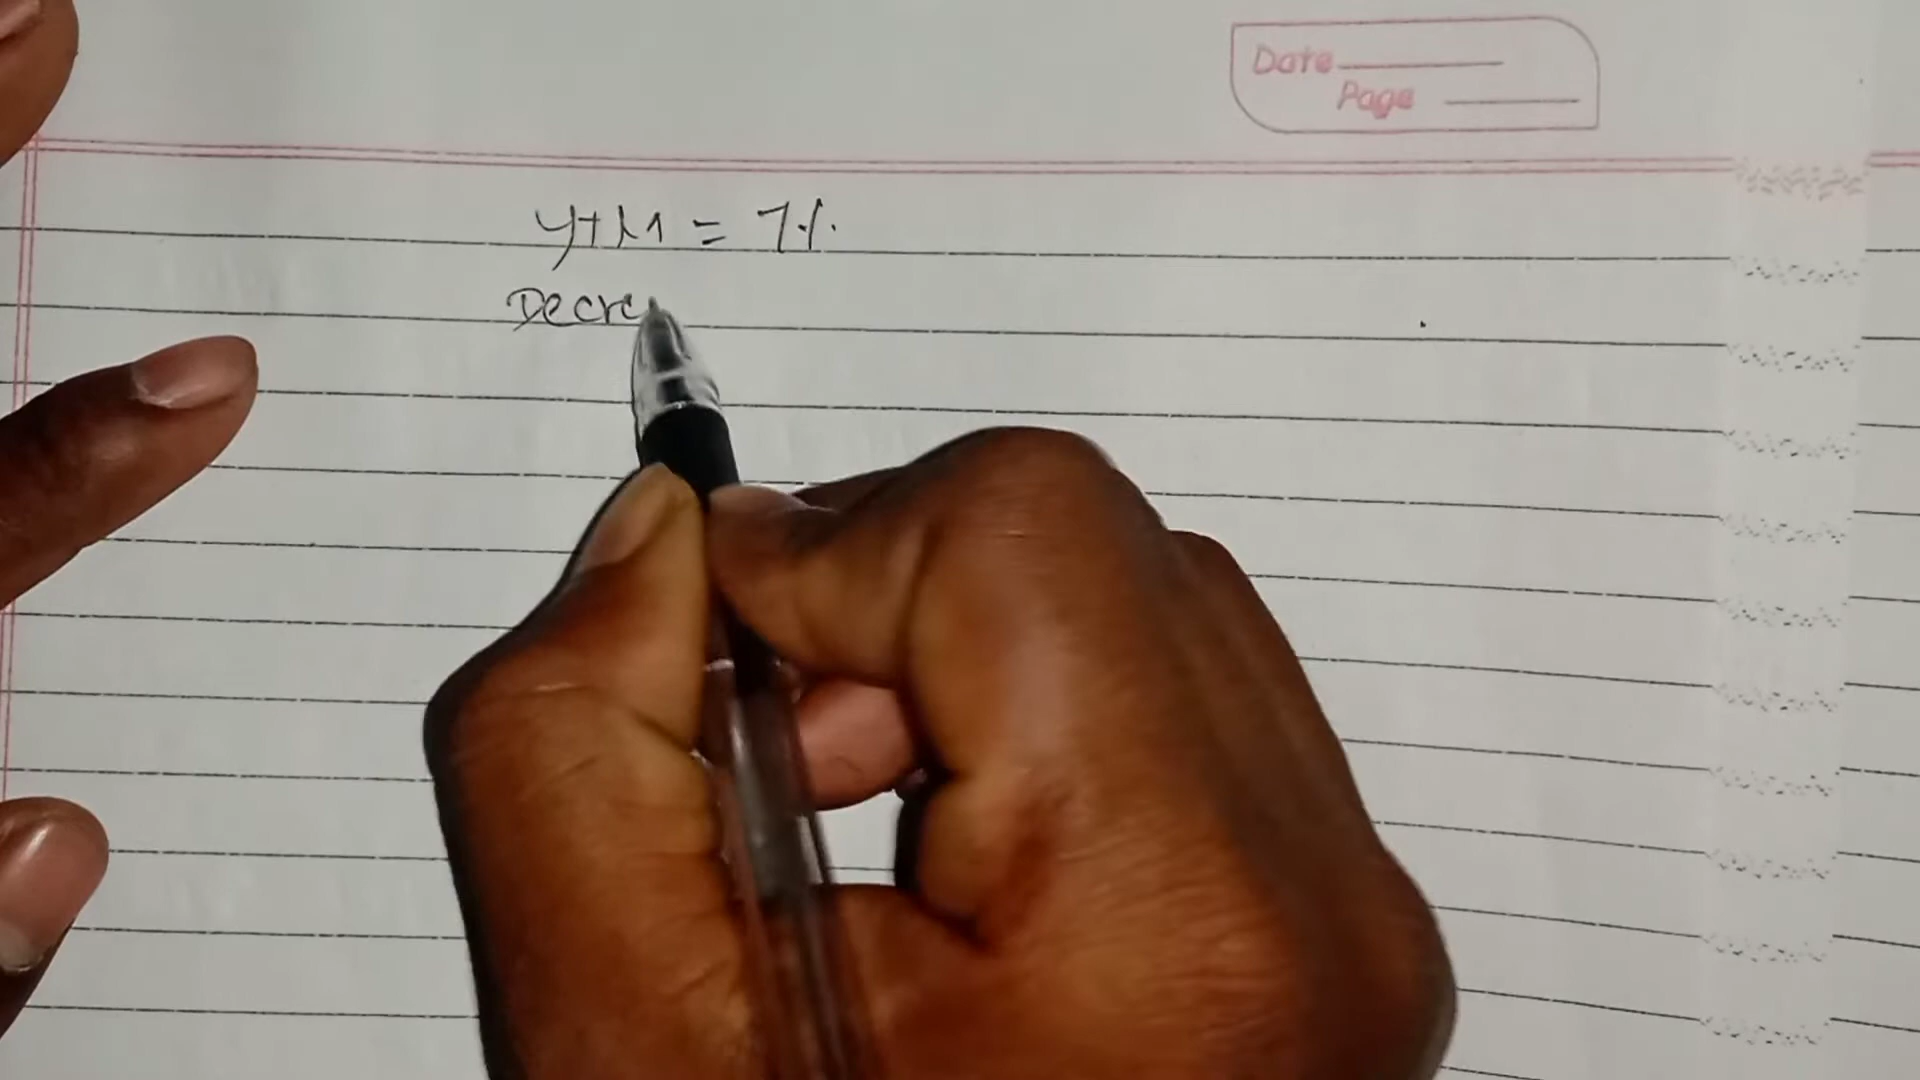 Date
Page
YTM = 7%
Decre